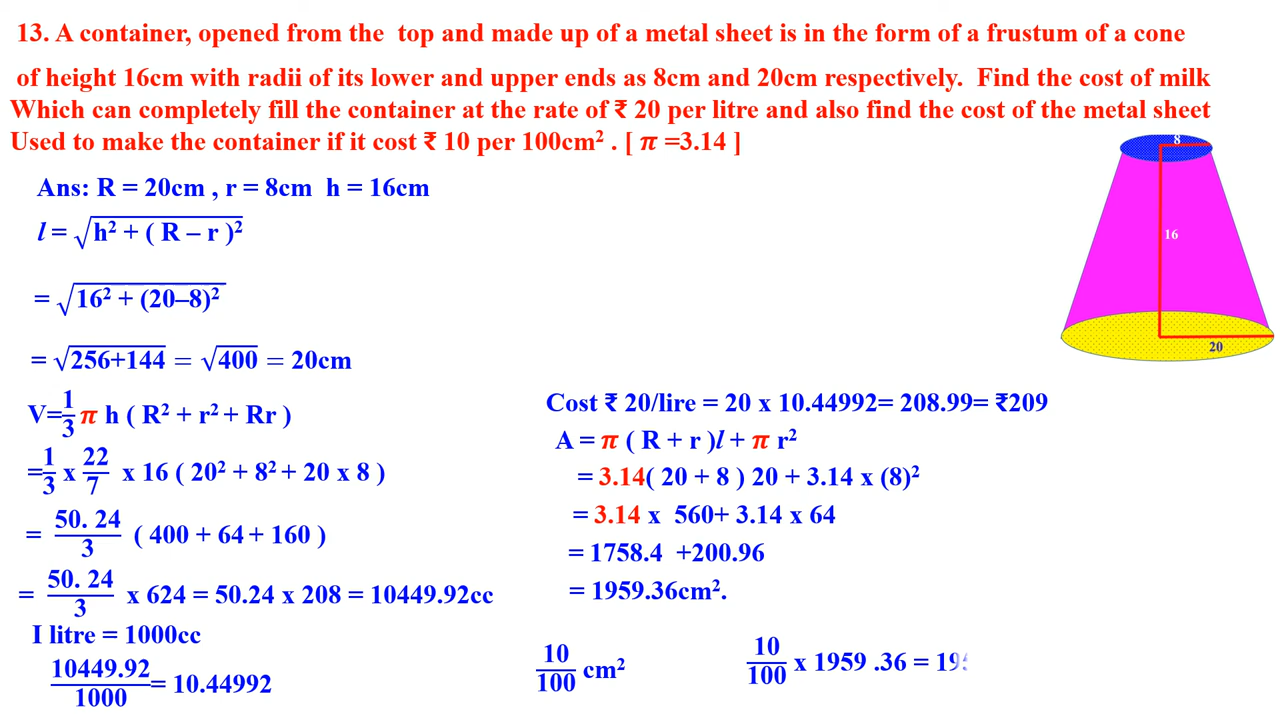 13. A container, opened from the top and made up of a metal sheet is in the form of a frustum of a cone
of height 16cm with radii of its lower and upper ends as 8cm and 20cm respectively. Find the cost of milk
Which can completely fill the container at the rate of ₹ 20 per litre and also find the cost of the metal sheet
Used to make the container if it cost ₹ 10 per 100cm² . [ π =3.14 ]
8
16
20
Ans: R = 20cm , r = 8cm h = 16cm
l = √h² + ( R – r )²
= √16² + (20–8)²
= √256+144 = √400 = 20cm
V=1/3 π h ( R² + r² + Rr )
=1/3 x 22/7 x 16 ( 20² + 8² + 20 x 8 )
= 50. 24/3 ( 400 + 64 + 160 )
= 50. 24/3 x 624 = 50.24 x 208 = 10449.92cc
I litre = 1000cc
10449.92/1000 = 10.44992
Cost ₹ 20/lire = 20 x 10.44992= 208.99= ₹209
A = π ( R + r )l + π r²
= 3.14( 20 + 8 ) 20 + 3.14 x (8)²
= 3.14 x 560+ 3.14 x 64
= 1758.4 +200.96
= 1959.36cm².
10/100 cm²
10/100 x 1959 .36 = 19